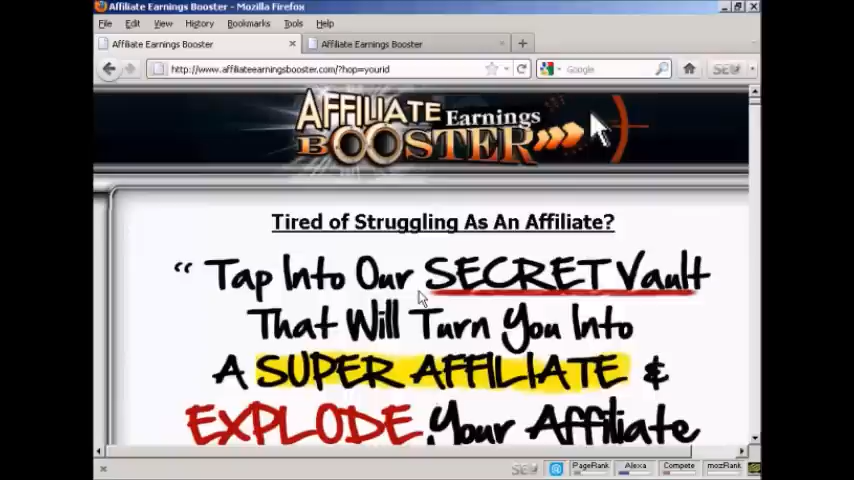 Affiliate Earnings Booster - Mozilla Firefox
File Edit View History Bookmarks Tools Help
Affiliate Earnings Booster Affiliate Earnings Booster
http://www.affiliateearningsbooster.com/?hop=yourid Google
AFFILIATE Earnings
BOOSTER
Tired of Struggling As An Affiliate?
“ Tap Into Our SECRET Vault
That Will Turn You Into
A SUPER AFFILIATE &
EXPLODE Your Affiliate
PageRank Alexa Compete mozRank